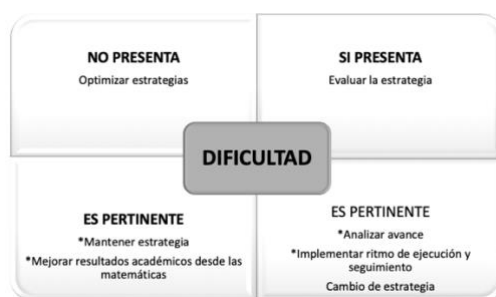 NO PRESENTA
Optimizar estrategias
SI PRESENTA
Evaluar la estrategia
DIFICULTAD
ES PERTINENTE
*Mantener estrategia
*Mejorar resultados académicos desde las
matemáticas
ES PERTINENTE
*Analizar avance
*Implementar ritmo de ejecución y
seguimiento
Cambio de estrategia